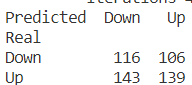 Predicted Down Up
Real
Down 116 106
Up 143 139